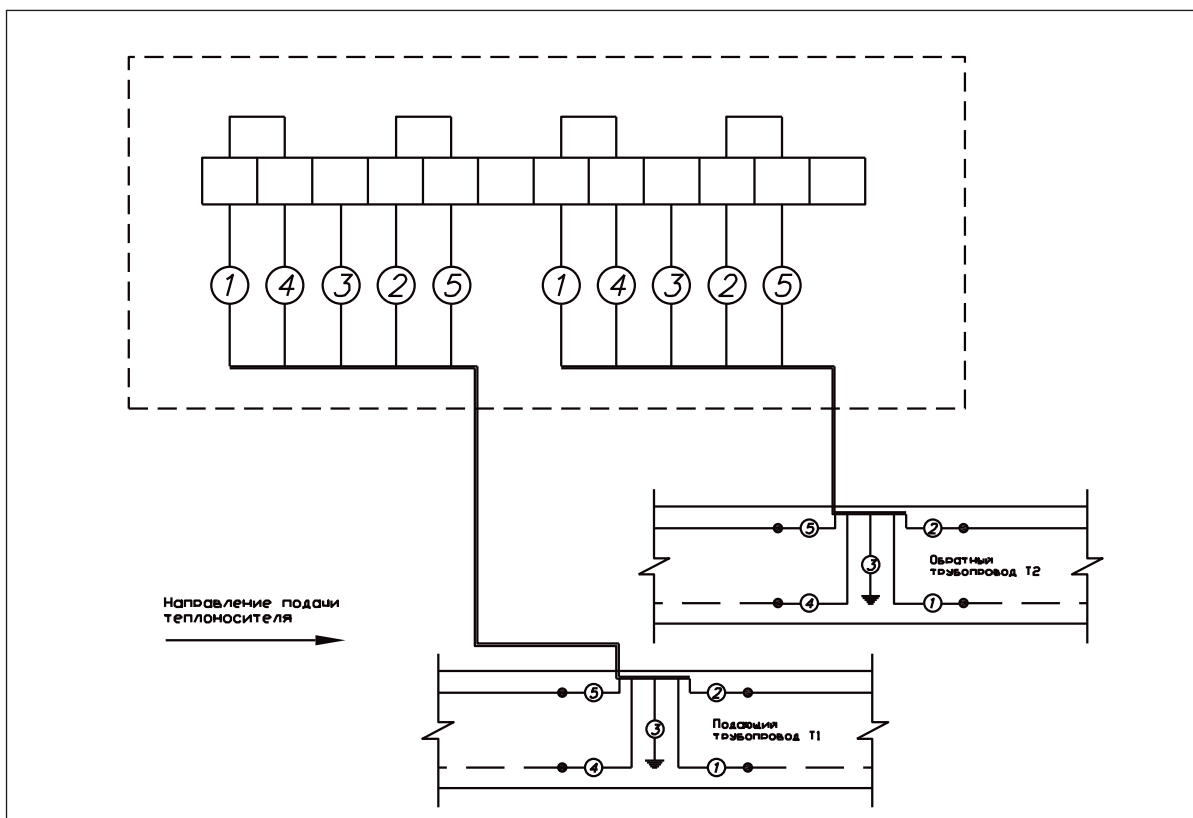 1 4 3 2 5 1 4 3 2 5
5 2
3
Обратный
трубопровод Т2
4 1
Направление подачи
теплоносителя
5 2
3
Подающий
трубопровод Т1
4 1